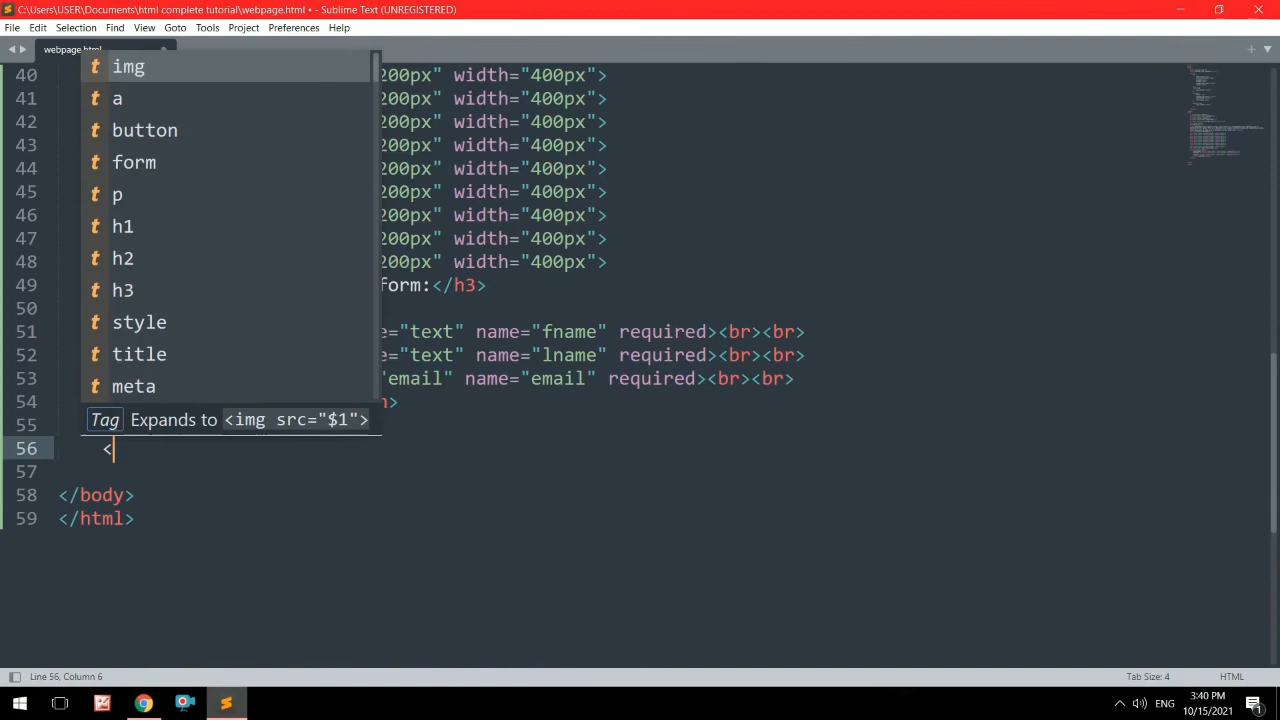 C:\Users\USER\Documents\html complete tutorial\webpage.html • - Sublime Text (UNREGISTERED)
File Edit Selection Find View Goto Tools Project Preferences Help
webpage.html
40 200px" width="400px">
41 200px" width="400px">
42 200px" width="400px">
43 200px" width="400px">
44 200px" width="400px">
45 200px" width="400px">
46 200px" width="400px">
47 200px" width="400px">
48 200px" width="400px">
49 form:</h3>
50
51 e="text" name="fname" required><br><br>
52 e="text" name="lname" required><br><br>
53 "email" name="email" required><br><br>
54 n>
55
56 <
57
58 </body>
59 </html>
t img
t a
t button
t form
t p
t h1
t h2
t h3
t style
t title
t meta
Tag Expands to <img src="$1">
Line 56, Column 6 Tab Size: 4 HTML
ENG 3:40 PM
10/15/2021 1